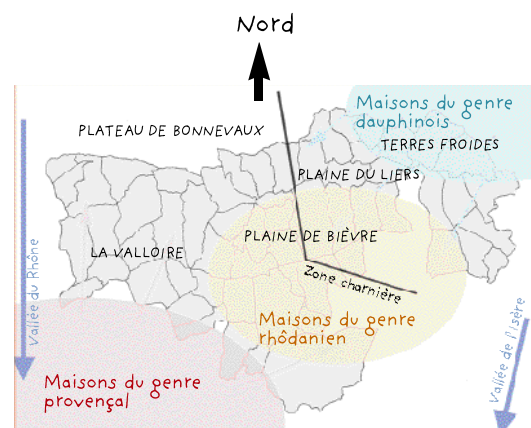 Nord
Maisons du genre
dauphinois
PLATEAU DE BONNEVAUX
TERRES FROIDES
PLAINE DU LIERS
PLAINE DE BIÈVRE
LA VALLOIRE
Zone charnière
Vallée du Rhône
Maisons du genre
rhôdanien
Vallée de l'Isère
Maisons du genre
provençal